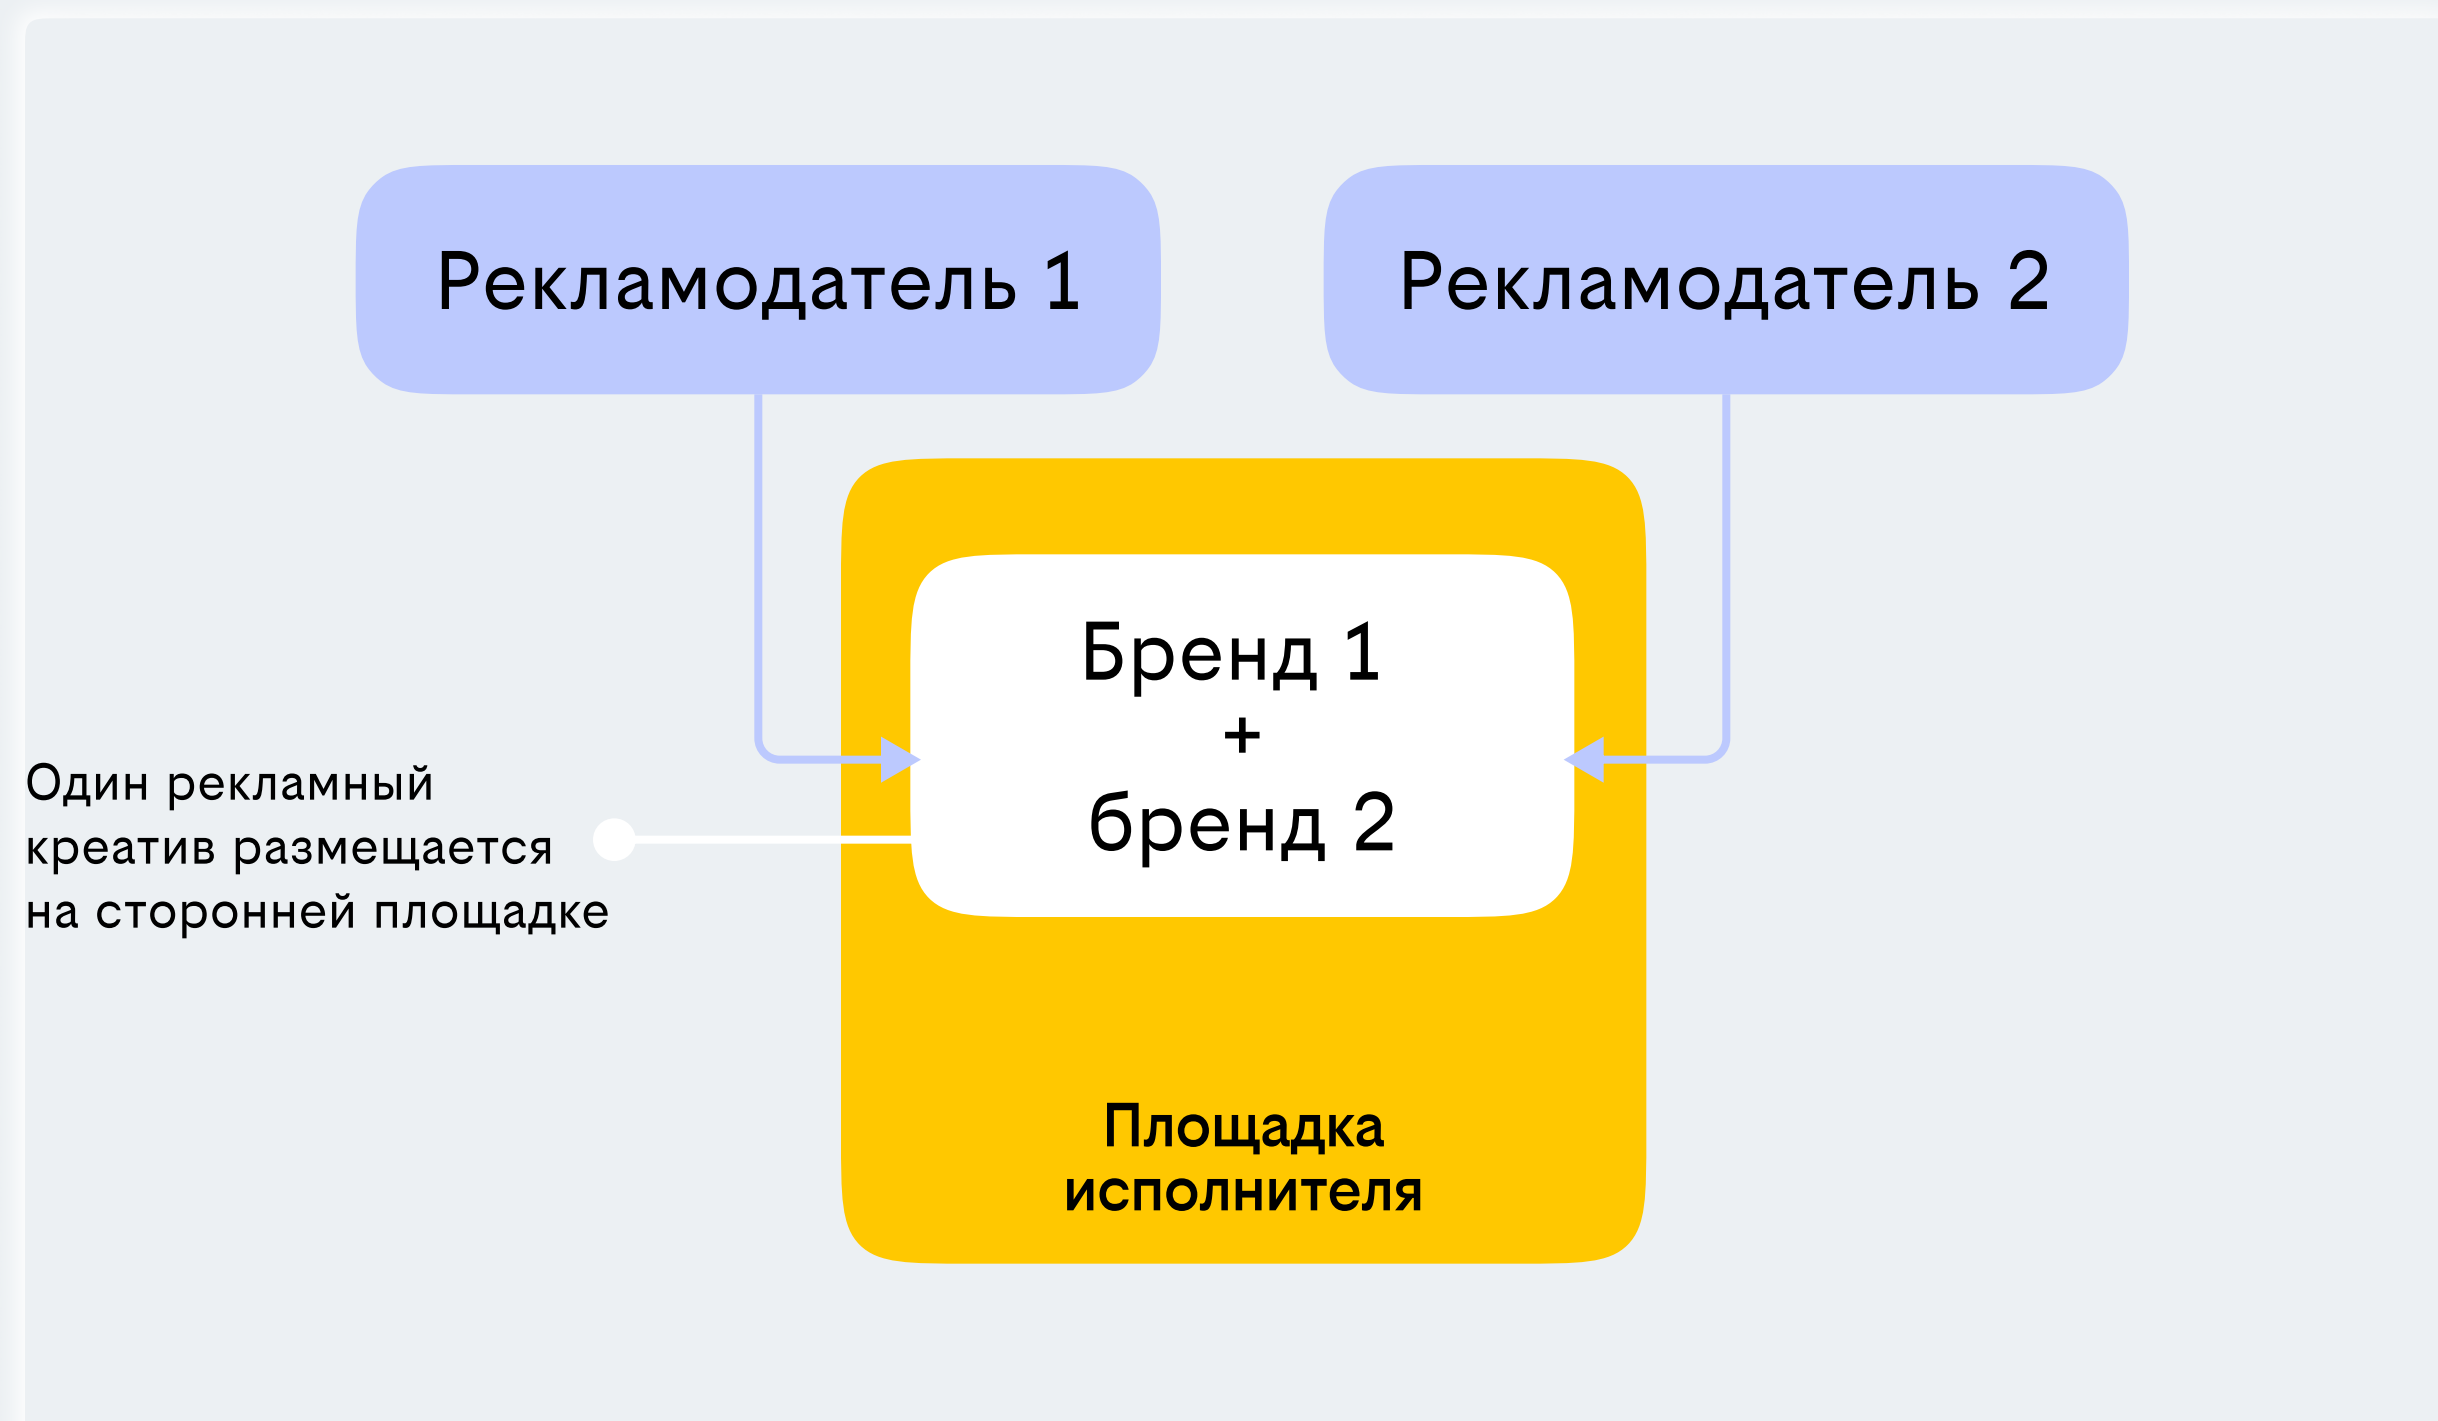 Рекламодатель 1
Рекламодатель 2
Бренд 1
+
бренд 2
Один рекламный
креатив размещается
на сторонней площадке
Площадка
исполнителя